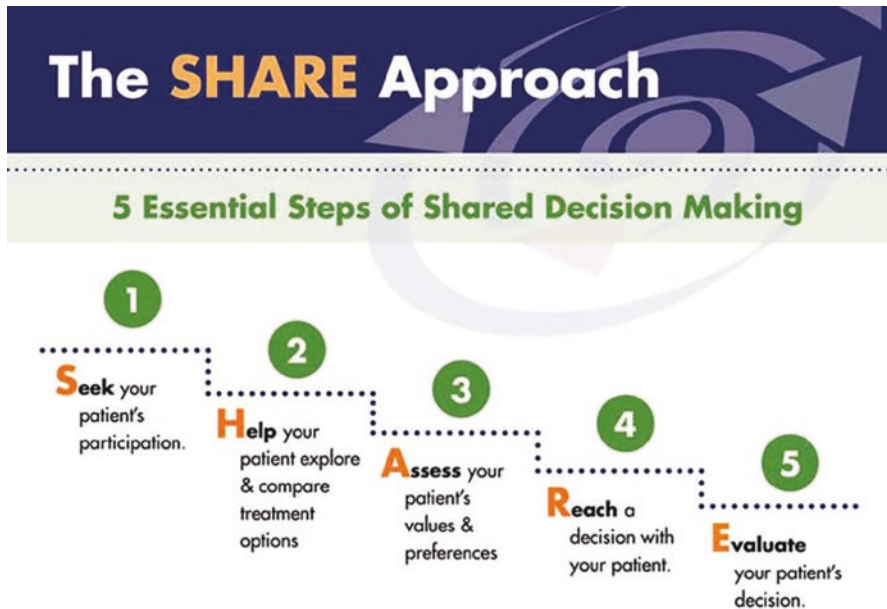 The SHARE Approach
5 Essential Steps of Shared Decision Making
1
Seek your
patient's
participation.
2
Help your
patient explore
& compare
treatment
options
3
Assess your
patient's
values &
preferences
4
Reach a
decision with
your patient.
5
Evaluate
your patient's
decision.